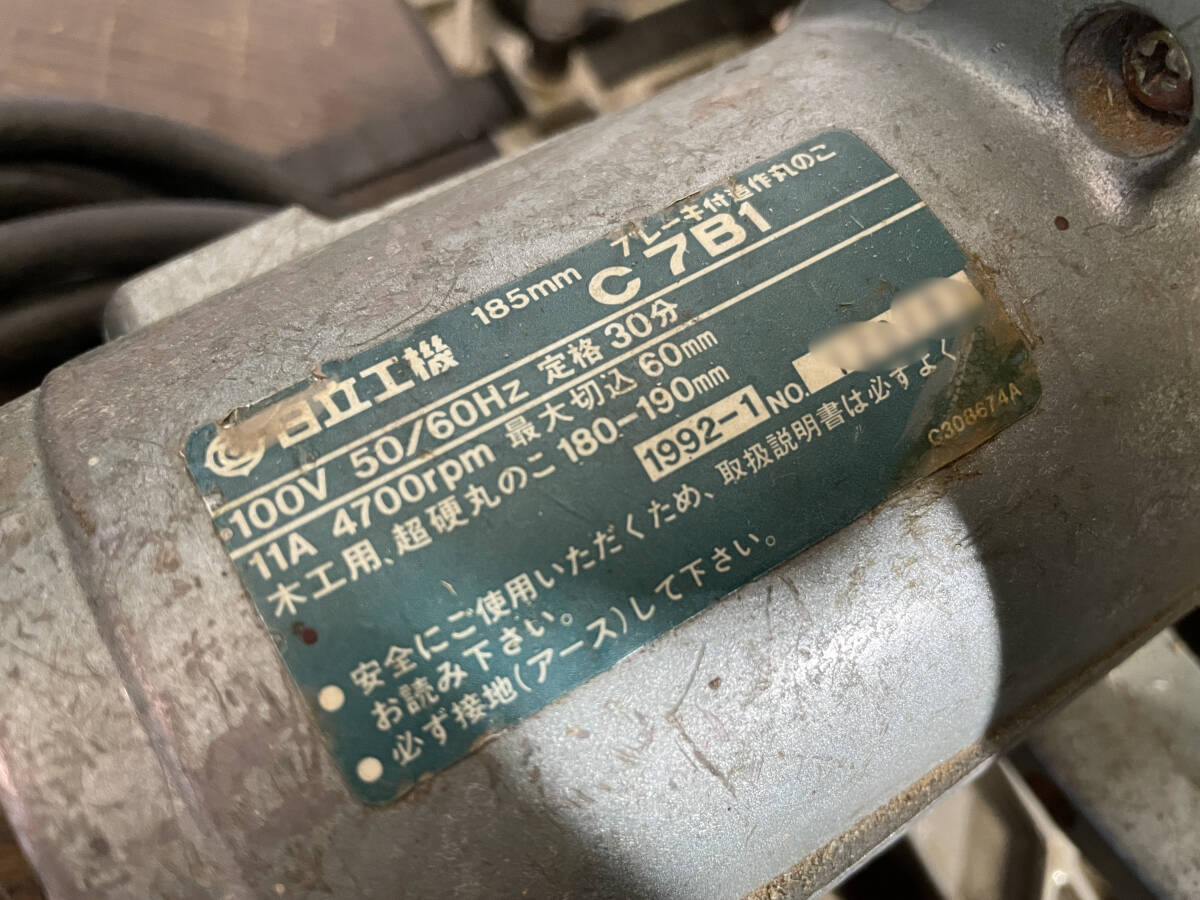 日立工機 185mm ブレーキ付造作丸のこ
C 7B1
100V 50/60Hz 定格 30分
11A 4700rpm 最大切込 60mm
木工用、超硬丸のこ 180-190mm
1992-1 NO.
● 安全にご使用いただくため、取扱説明書は必ずよく
お読み下さい。
● 必ず接地(アース)して下さい。
C308674A